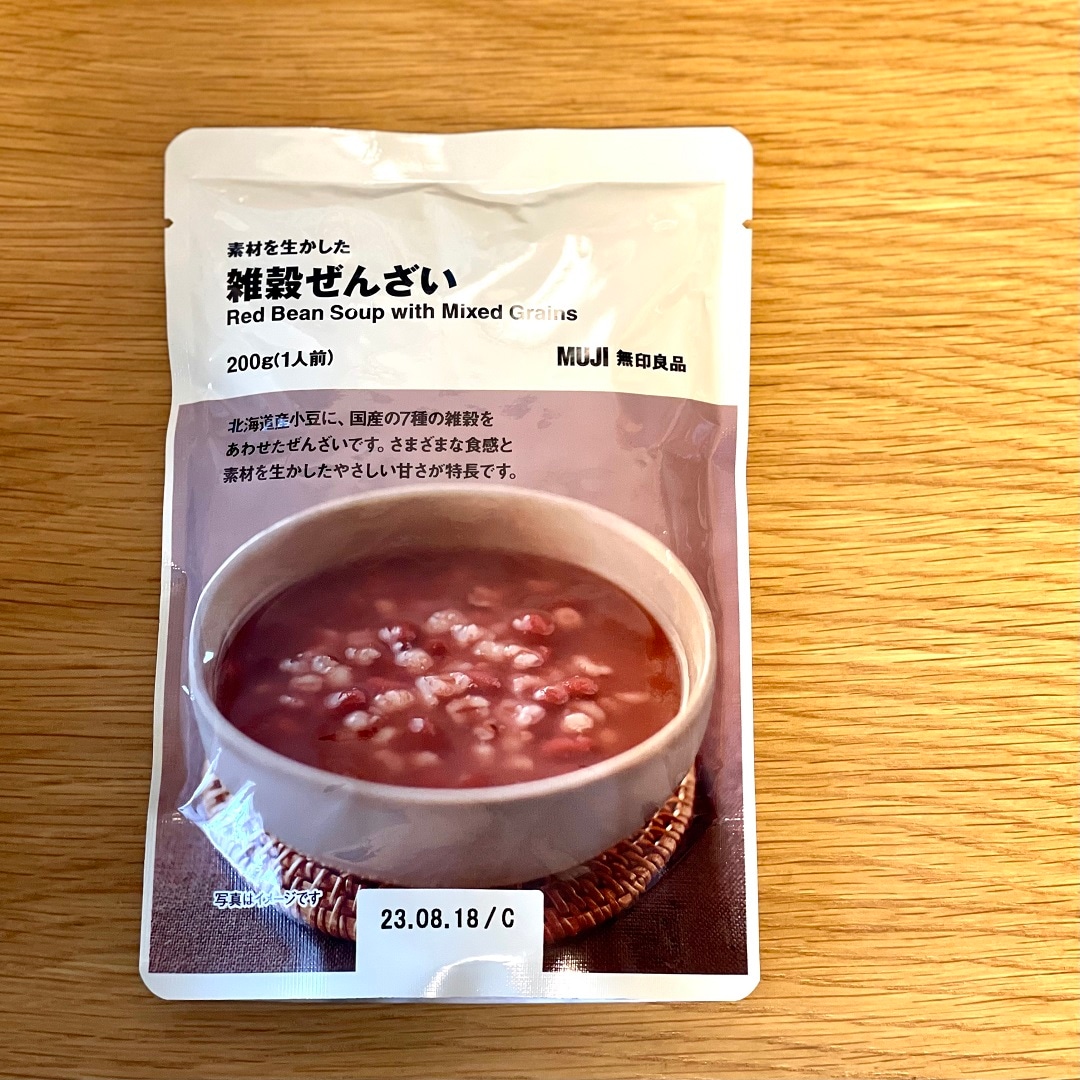 素材を生かした
雑穀ぜんざい
Red Bean Soup with Mixed Grains
200g(1人前)
MUJI 無印良品
北海道産小豆に、国産の7種の雑穀を
あわせたぜんざいです。さまざまな食感と
素材を生かしたやさしい甘さが特長です。
写真はイメージです
23.08.18/C